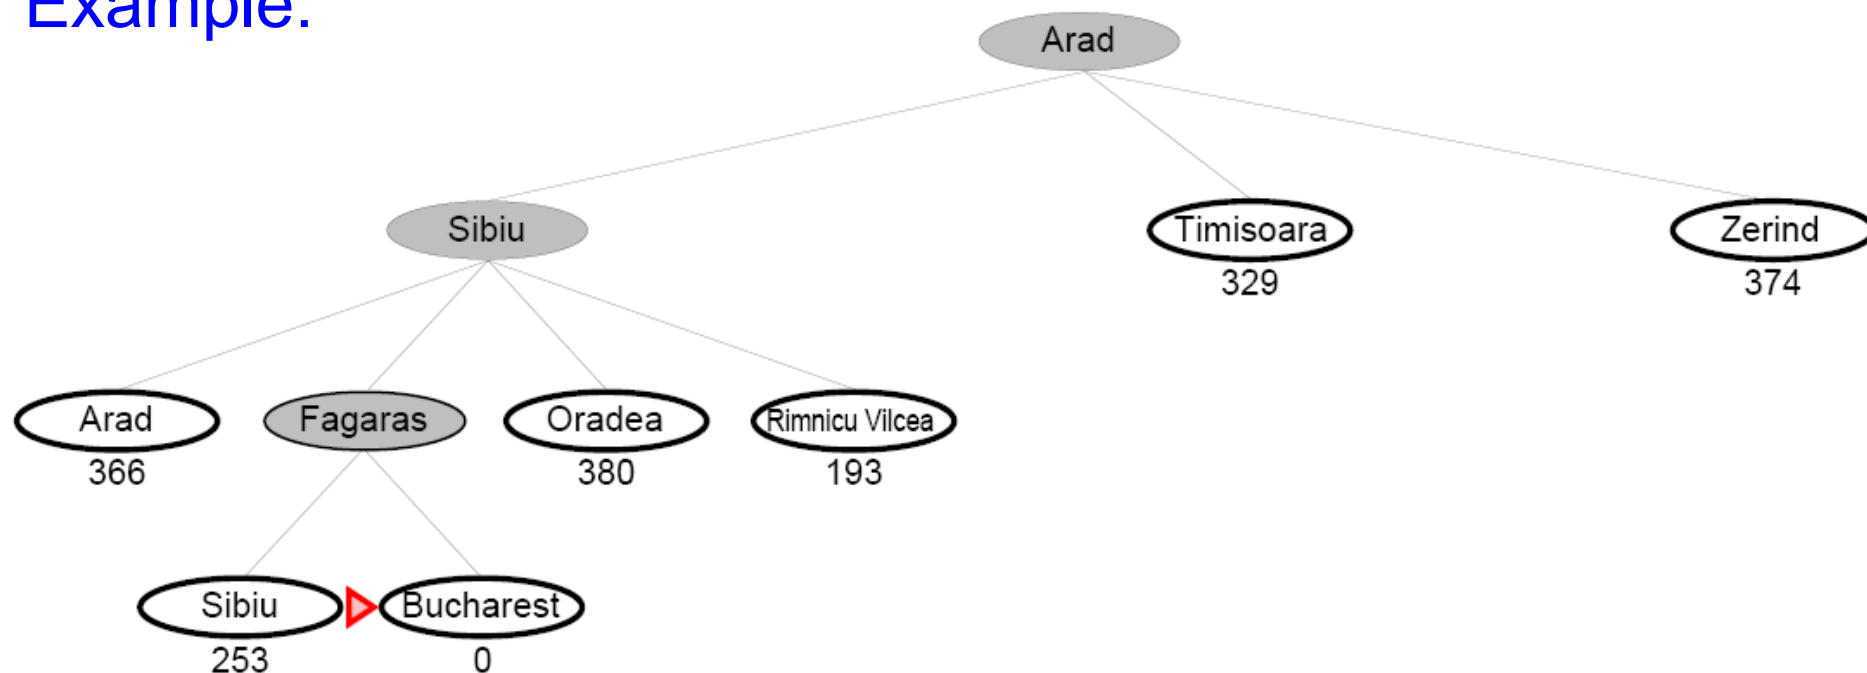 Example:
Arad
Sibiu Timisoara Zerind
329 374
Arad Fagaras Oradea Rimnicu Vilcea
366 380 193
Sibiu Bucharest
253 0